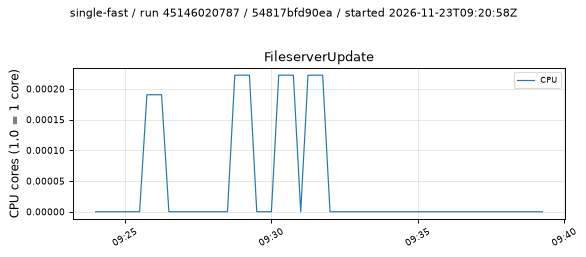 single-fast / run 45146020787 / 54817bfd90ea / started 2026-11-23T09:20:58Z
FileserverUpdate
CPU cores (1.0 = 1 core)
0.00020
0.00015
0.00010
0.00005
0.00000
CPU
09:25
09:30
09:35
09:40